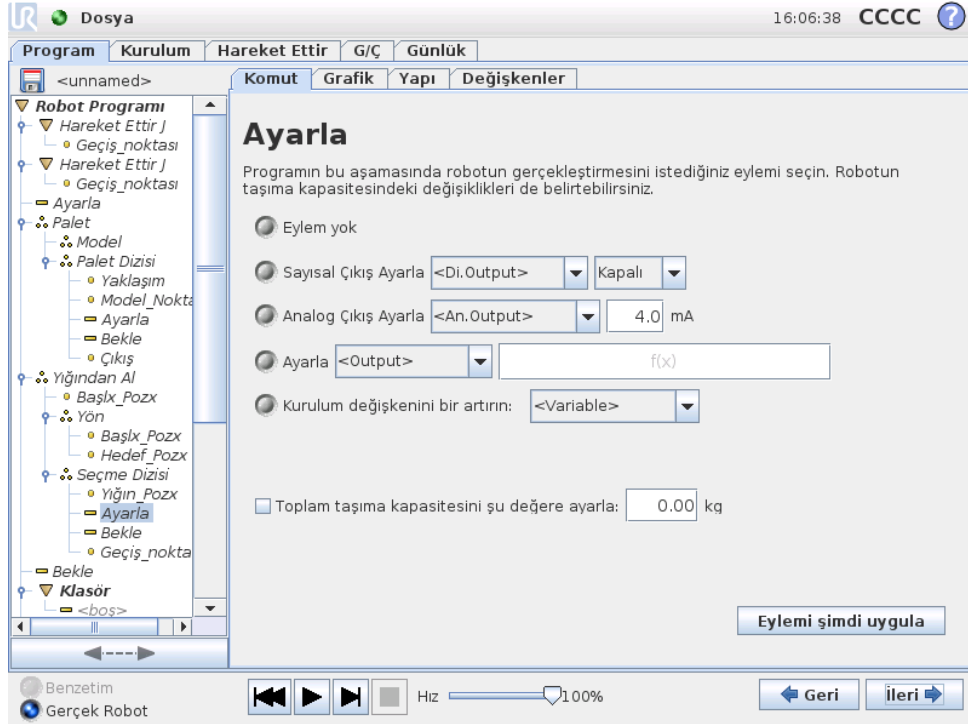 UR Dosya 16:06:38 CCCC ?
Program Kurulum Hareket Ettir G/Ç Günlük
<unnamed> Komut Grafik Yapı Değişkenler
Robot Programı
Hareket Ettir J
Geçiş_noktası
Hareket Ettir J
Geçiş_noktası
Ayarla
Palet
Model
Palet Dizisi
Yaklaşım
Model_Nokta
Ayarla
Bekle
Çıkış
Yığından Al
Başlx_Pozx
Yön
Başlx_Pozx
Hedef_Pozx
Seçme Dizisi
Yığın_Pozx
Ayarla
Bekle
Geçiş_nokta
Bekle
Klasör
<boş>
Ayarla
Programın bu aşamasında robotun gerçekleştirmesini istediğiniz eylemi seçin. Robotun
taşıma kapasitesindeki değişiklikleri de belirtebilirsiniz.
Eylem yok
Sayısal Çıkış Ayarla <Di.Output> Kapalı
Analog Çıkış Ayarla <An.Output> 4.0 mA
Ayarla <Output> f(x)
Kurulum değişkenini bir artırın: <Variable>
Toplam taşıma kapasitesini şu değere ayarla: 0.00 kg
Eylemi şimdi uygula
Benzetim
Gerçek Robot
Hız 100%
Geri İleri